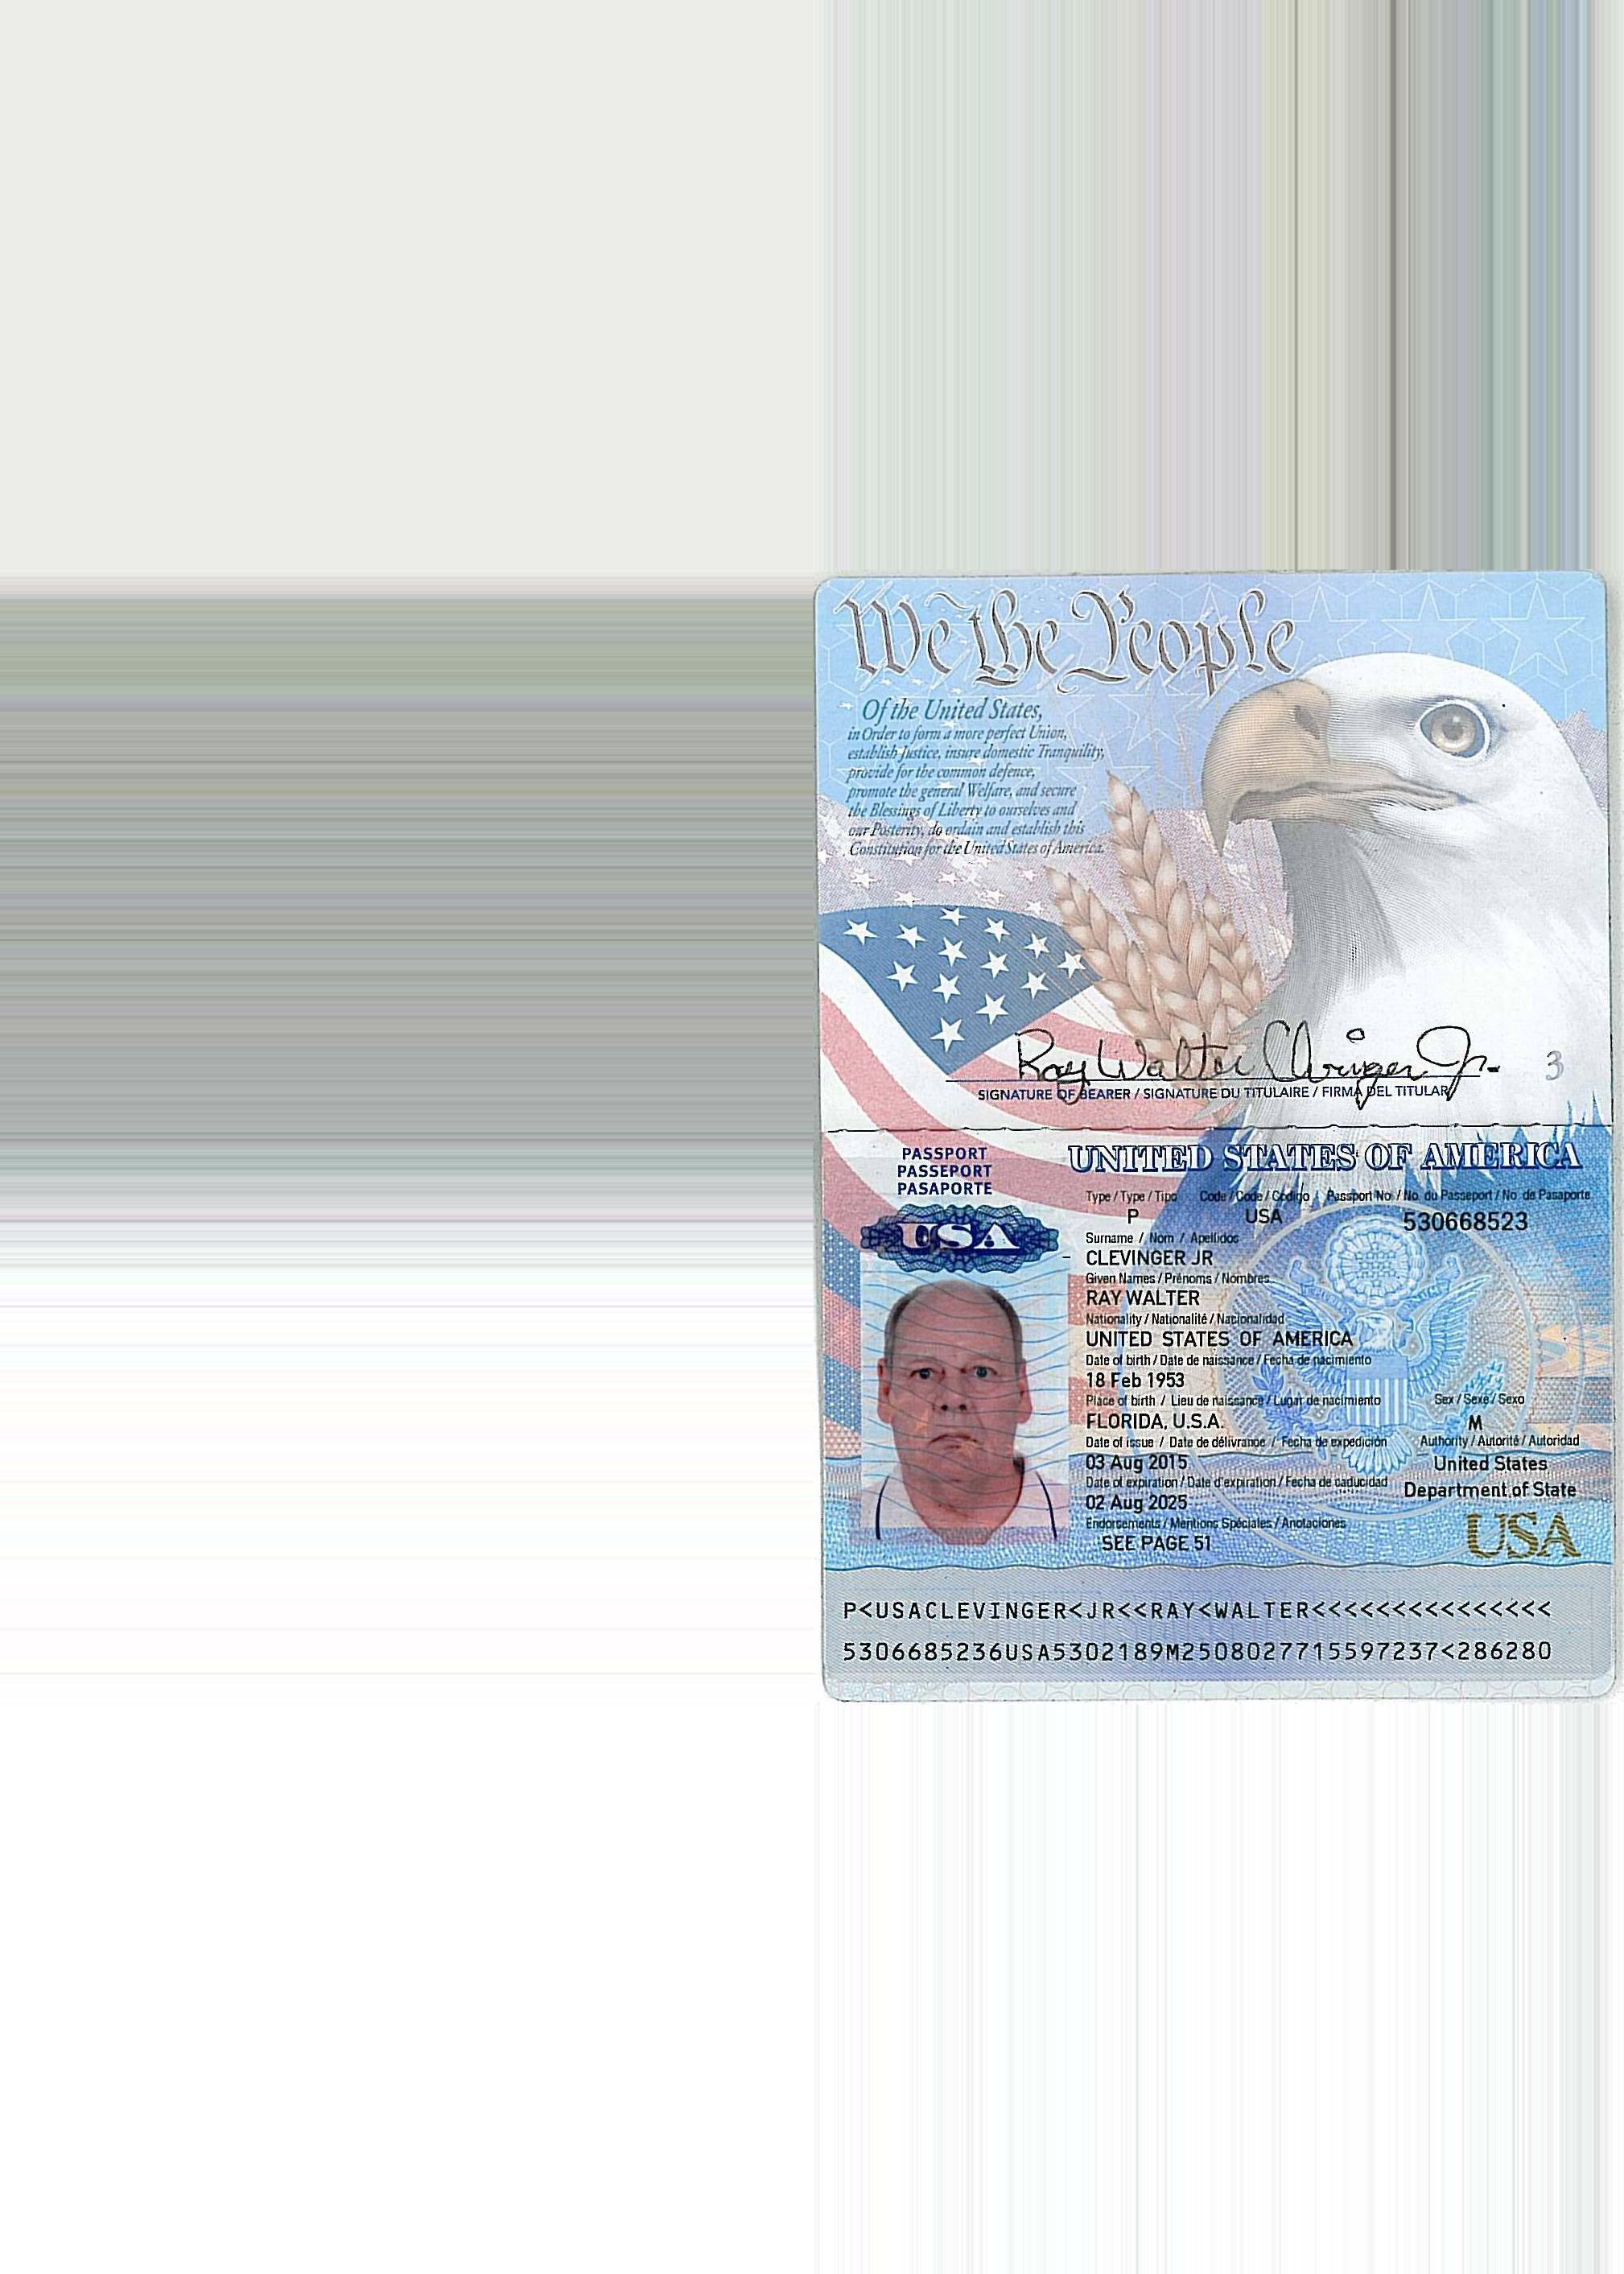 We the People
Of the United States,
in Order to form a more perfect Union,
establish Justice, insure domestic Tranquility,
provide for the common defence,
promote the general Welfare, and secure
the Blessings of Liberty to ourselves and
our Posterity, do ordain and establish this
Constitution for the United States of America.
Ray Walter Clevinger Jr.
3
SIGNATURE OF BEARER / SIGNATURE DU TITULAIRE / FIRMA DEL TITULAR
PASSPORT
PASSEPORT
PASAPORTE
USA
UNITED STATES OF AMERICA
Type / Type / Tipo Code / Code / Codigo Passport No. / No. du Passeport / No. de Pasaporte
P USA 530668523
Surname / Nom / Apellidos
CLEVINGER JR
Given Names / Prénoms / Nombres
RAY WALTER
Nationality / Nationalité / Nacionalidad
UNITED STATES OF AMERICA
Date of birth / Date de naissance / Fecha de nacimiento
18 Feb 1953
Place of birth / Lieu de naissance / Lugar de nacimiento Sex / Sexe / Sexo
FLORIDA, U.S.A. M
Date of issue / Date de délivrance / Fecha de expedición Authority / Autorité / Autoridad
03 Aug 2015 United States
Date of expiration / Date d'expiration / Fecha de caducidad Department of State
02 Aug 2025
Endorsements / Mentions Spéciales / Anotaciones
SEE PAGE 51
USA
P<USACLEVINGER<JR<<RAY<WALTER<<<<<<<<<<<<<<<
5306685236USA5302189M2508027715597237<286280